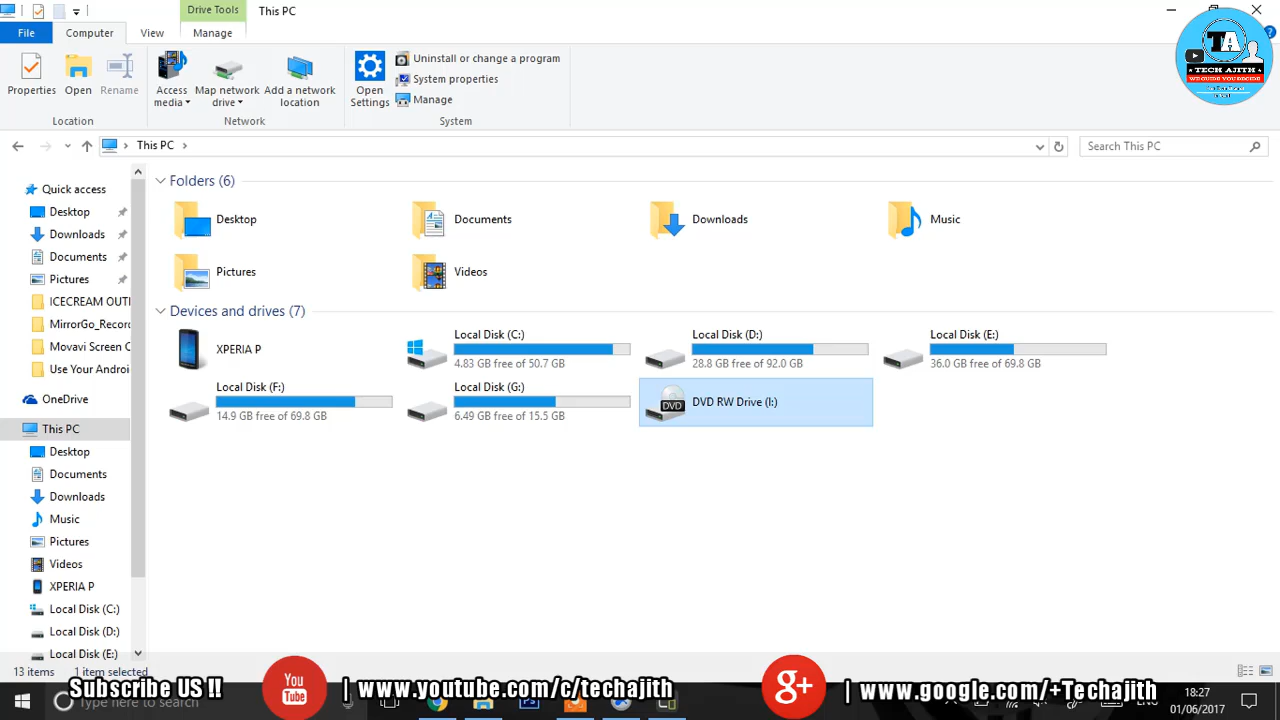 Drive Tools
This PC
File
Computer
View
Manage
Properties
Open
Rename
Location
Access media
Map network drive
Add a network location
Network
Open Settings
Uninstall or change a program
System properties
Manage
System
TA
TECH AJITH
WE GUIDE YOU DECIDE
This PC
Search This PC
Quick access
Desktop
Downloads
Documents
Pictures
ICECREAM OUT
MirrorGo_Record
Movavi Screen C
Use Your Androi
OneDrive
This PC
Desktop
Documents
Downloads
Music
Pictures
Videos
XPERIA P
Local Disk (C:)
Local Disk (D:)
Local Disk (E:)
Folders (6)
Desktop
Documents
Downloads
Music
Pictures
Videos
Devices and drives (7)
XPERIA P
Local Disk (C:)
4.83 GB free of 50.7 GB
Local Disk (D:)
28.8 GB free of 92.0 GB
Local Disk (E:)
36.0 GB free of 69.8 GB
Local Disk (F:)
14.9 GB free of 69.8 GB
Local Disk (G:)
6.49 GB free of 15.5 GB
DVD
DVD RW Drive (I:)
13 items
1 item selected
Subscribe US !!
You Tube
| www.youtube.com/c/techajith
g+
| www.google.com/+Techajith
Type here to search
ENG
18:27
01/06/2017